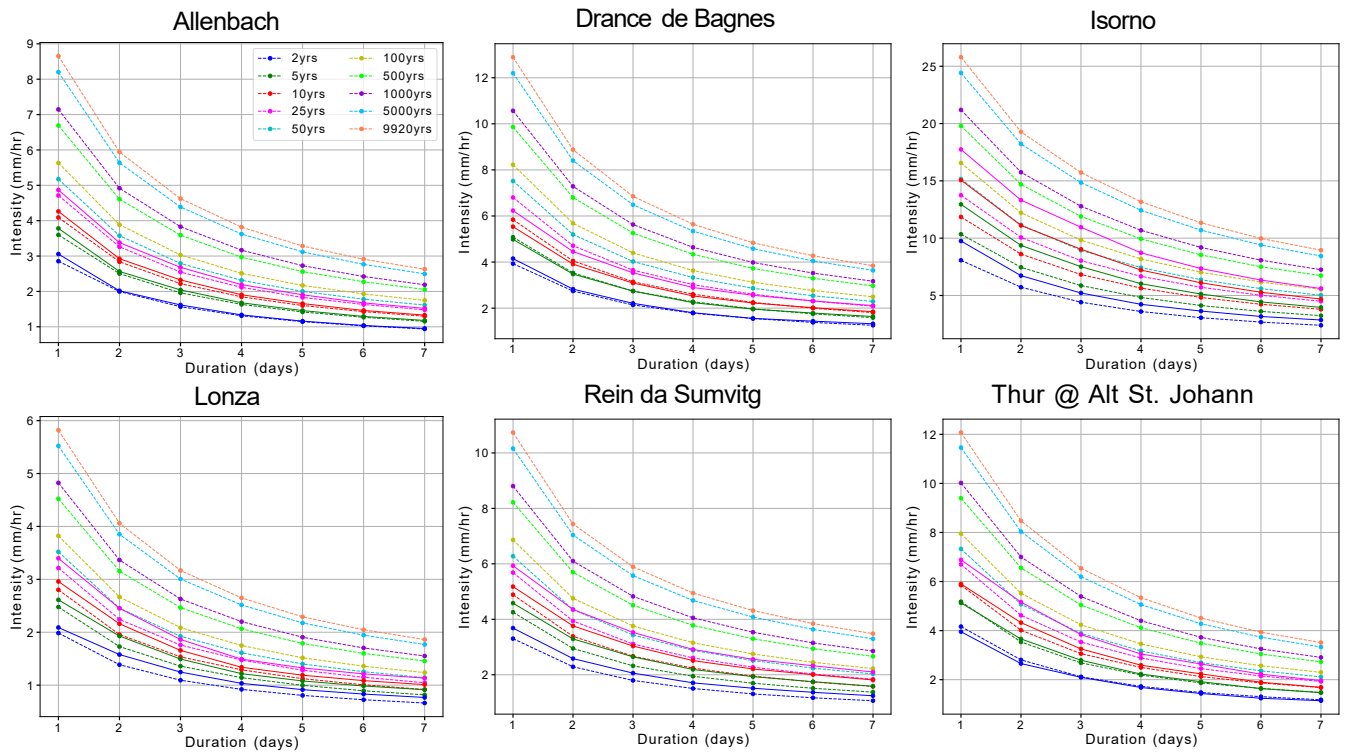 Allenbach
Drance de Bagnes
Isorno
9
8
7
6
5
4
3
2
1
Intensity (mm/hr)
2yrs
5yrs
10yrs
25yrs
50yrs
100yrs
500yrs
1000yrs
5000yrs
9920yrs
1 2 3 4 5 6 7
Duration (days)
12
10
8
6
4
2
Intensity (mm/hr)
1 2 3 4 5 6 7
Duration (days)
25
20
15
10
5
Intensity (mm/hr)
1 2 3 4 5 6 7
Duration (days)
Lonza
Rein da Sumvitg
Thur @ Alt St. Johann
6
5
4
3
2
1
Intensity (mm/hr)
1 2 3 4 5 6 7
Duration (days)
10
8
6
4
2
Intensity (mm/hr)
1 2 3 4 5 6 7
Duration (days)
12
10
8
6
4
2
Intensity (mm/hr)
1 2 3 4 5 6 7
Duration (days)